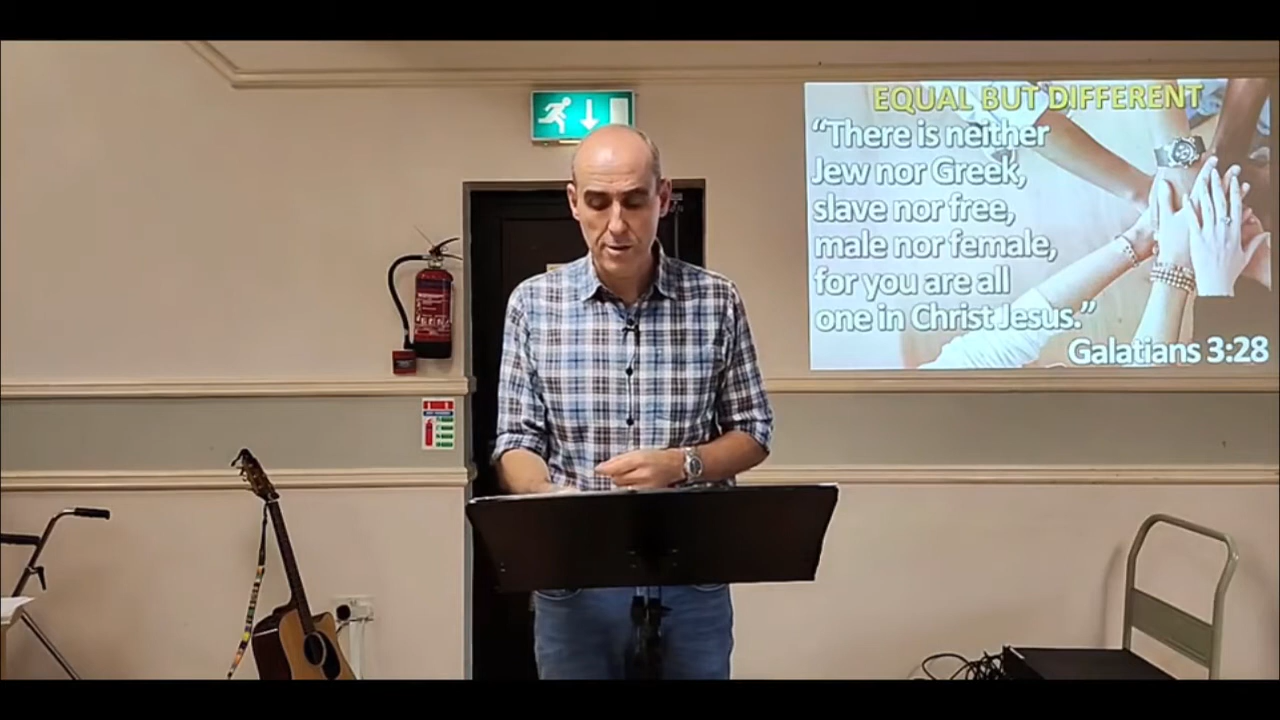 EQUAL BUT DIFFERENT
“There is neither
Jew nor Greek,
slave nor free,
male nor female,
for you are all
one in Christ Jesus.”
Galatians 3:28